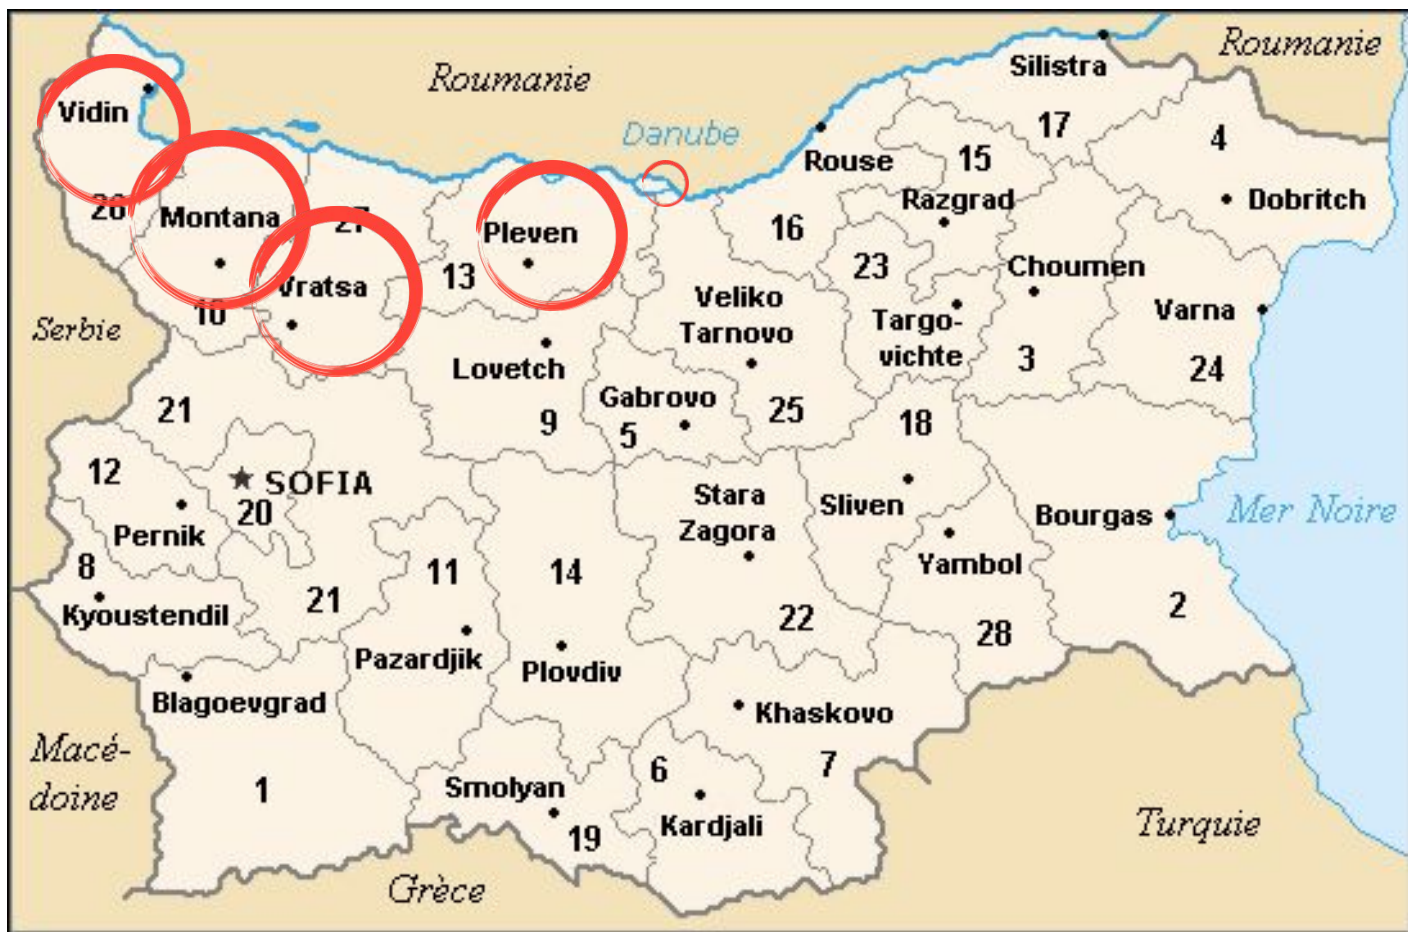 Roumanie
Roumanie
Silistra
Vidin
17
Danube
4
Rouse
15
Razgrad
Dobritch
26
Montana
27
Pleven
16
13
23
Choumen
Vratsa
Veliko
Tarnovo
Targo-
vichte
Varna
10
Serbie
Lovetch
3
24
Gabrovo
21
9
5
25
18
12
SOFIA
20
Stara
Zagora
Sliven
Bourgas
Mer Noire
Pernik
8
11
14
Yambol
Kyoustendil
21
22
28
2
Pazardjik
Plovdiv
Blagoevgrad
Khaskovo
Macé-
doine
1
Smolyan
6
7
Kardjali
19
Turquie
Grèce